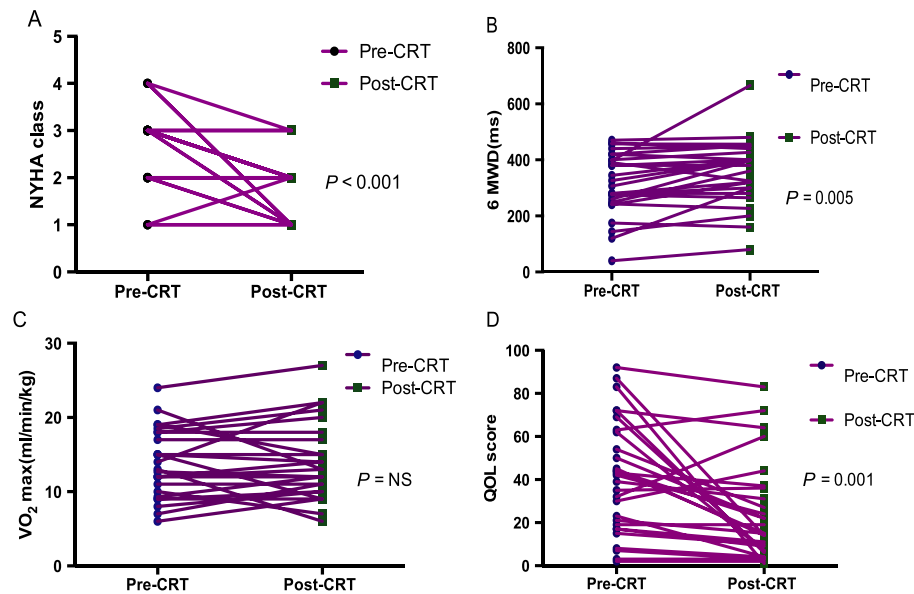 A
NYHA class
5
4
3
2
1
0
Pre-CRT
Post-CRT
P < 0.001
Pre-CRT Post-CRT
B
6 MWD(ms)
800
600
400
200
0
Pre-CRT
Post-CRT
P = 0.005
Pre-CRT Post-CRT
C
VO2 max(ml/min/kg)
30
20
10
0
Pre-CRT
Post-CRT
P = NS
Pre-CRT Post-CRT
D
QOL score
100
80
60
40
20
0
Pre-CRT
Post-CRT
P = 0.001
Pre-CRT Post-CRT